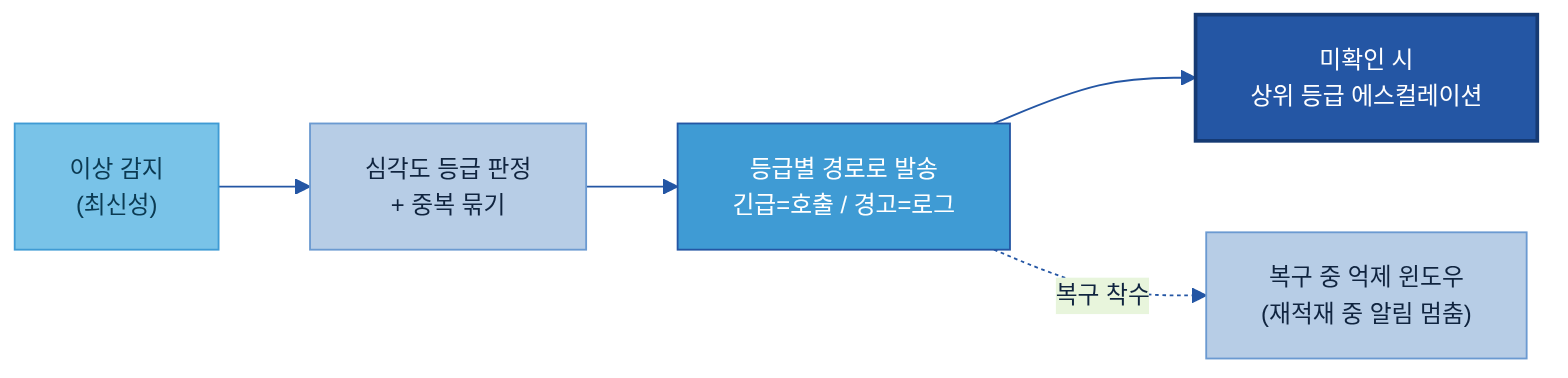 이상 감지
(최신성)
심각도 등급 판정
+ 중복 묶기
등급별 경로로 발송
긴급=호출 / 경고=로그
미확인 시
상위 등급 에스컬레이션
복구 착수
복구 중 억제 윈도우
(재적재 중 알림 멈춤)